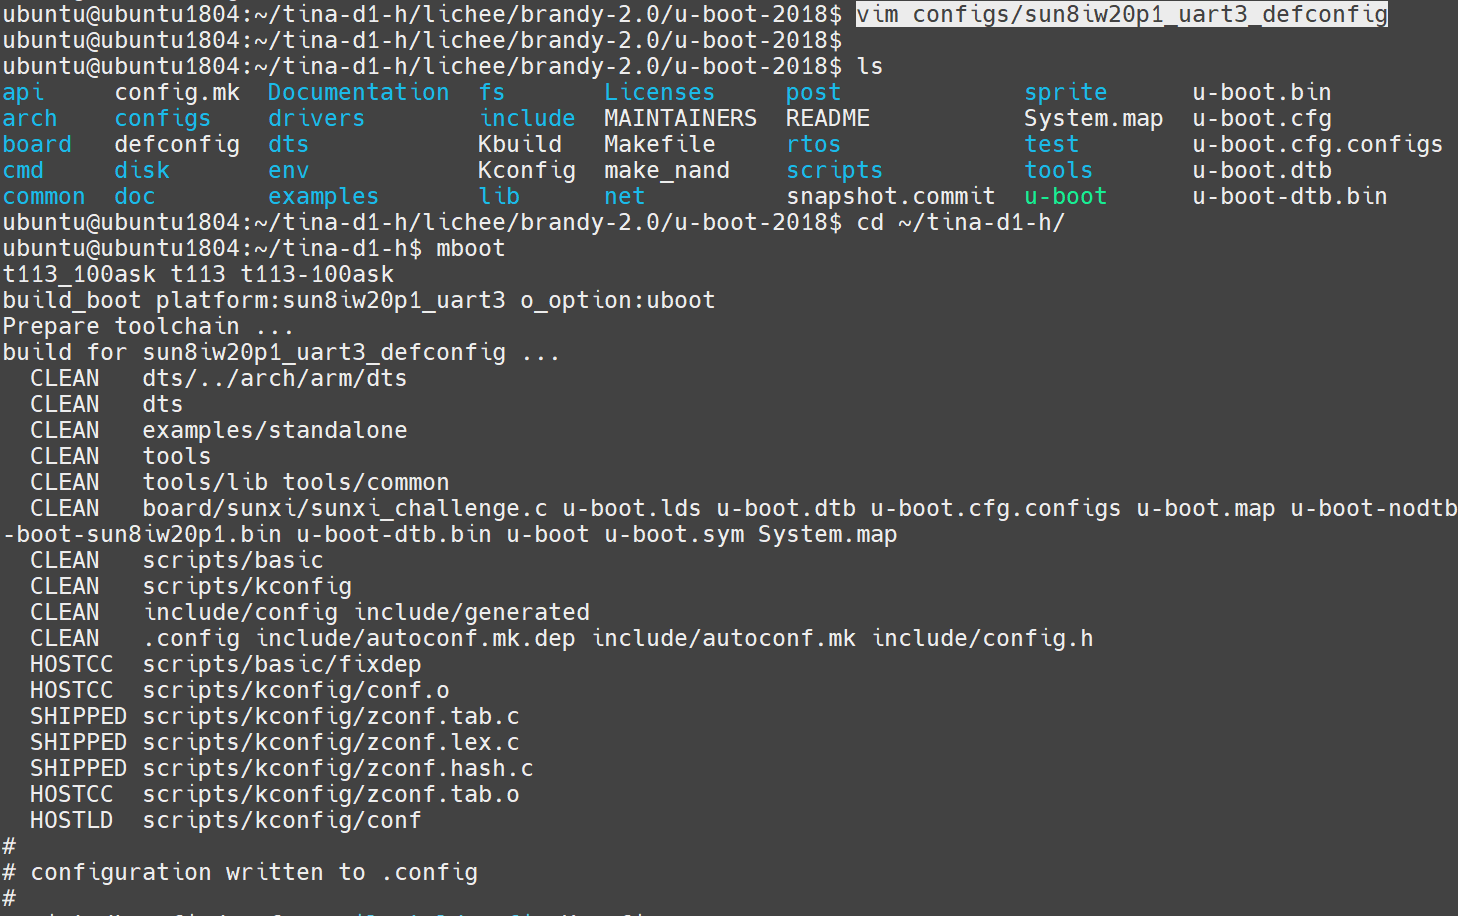 ubuntu@ubuntu1804:~/tina-d1-h/lichee/brandy-2.0/u-boot-2018$ vim configs/sun8iw20p1_uart3_defconfig
ubuntu@ubuntu1804:~/tina-d1-h/lichee/brandy-2.0/u-boot-2018$
ubuntu@ubuntu1804:~/tina-d1-h/lichee/brandy-2.0/u-boot-2018$ ls
api config.mk Documentation fs Licenses post sprite u-boot.bin
arch configs drivers include MAINTAINERS README System.map u-boot.cfg
board defconfig dts Kbuild Makefile rtos test u-boot.cfg.configs
cmd disk env Kconfig make_nand scripts tools u-boot.dtb
common doc examples lib net snapshot.commit u-boot u-boot-dtb.bin
ubuntu@ubuntu1804:~/tina-d1-h/lichee/brandy-2.0/u-boot-2018$ cd ~/tina-d1-h/
ubuntu@ubuntu1804:~/tina-d1-h$ mboot
t113_100ask t113 t113-100ask
build_boot platform:sun8iw20p1_uart3 o_option:uboot
Prepare toolchain ...
build for sun8iw20p1_uart3_defconfig ...
CLEAN dts/../arch/arm/dts
CLEAN dts
CLEAN examples/standalone
CLEAN tools
CLEAN tools/lib tools/common
CLEAN board/sunxi/sunxi_challenge.c u-boot.lds u-boot.dtb u-boot.cfg.configs u-boot.map u-boot-nodtb
-boot-sun8iw20p1.bin u-boot-dtb.bin u-boot u-boot.sym System.map
CLEAN scripts/basic
CLEAN scripts/kconfig
CLEAN include/config include/generated
CLEAN .config include/autoconf.mk.dep include/autoconf.mk include/config.h
HOSTCC scripts/basic/fixdep
HOSTCC scripts/kconfig/conf.o
SHIPPED scripts/kconfig/zconf.tab.c
SHIPPED scripts/kconfig/zconf.lex.c
SHIPPED scripts/kconfig/zconf.hash.c
HOSTCC scripts/kconfig/zconf.tab.o
HOSTLD scripts/kconfig/conf
#
# configuration written to .config
#